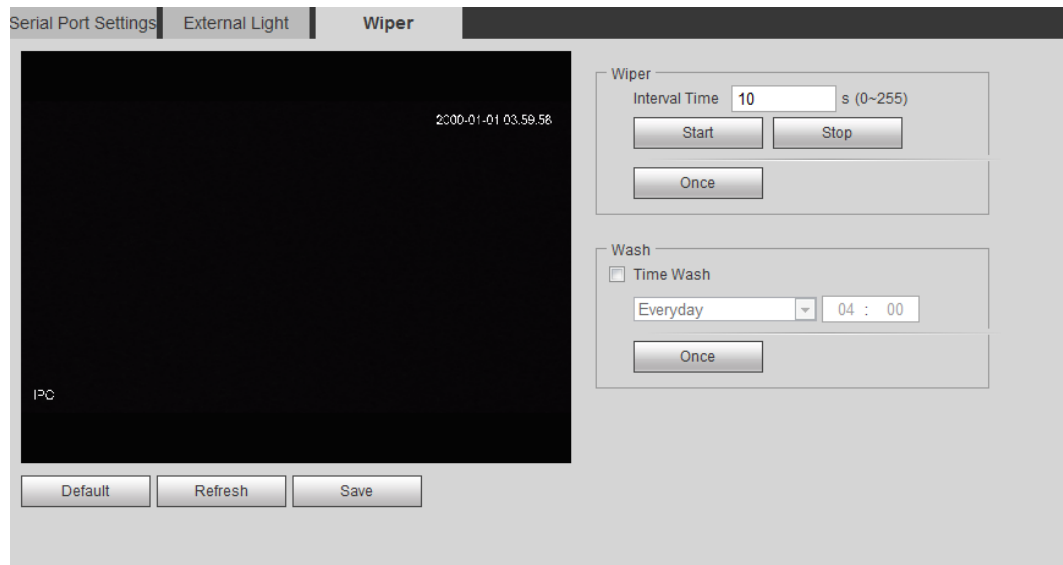 Serial Port Settings External Light Wiper
2000-01-01 03:59:58
IPC
Default Refresh Save
Wiper
Interval Time 10 s (0~255)
Start Stop
Once
Wash
Time Wash
Everyday 04 : 00
Once